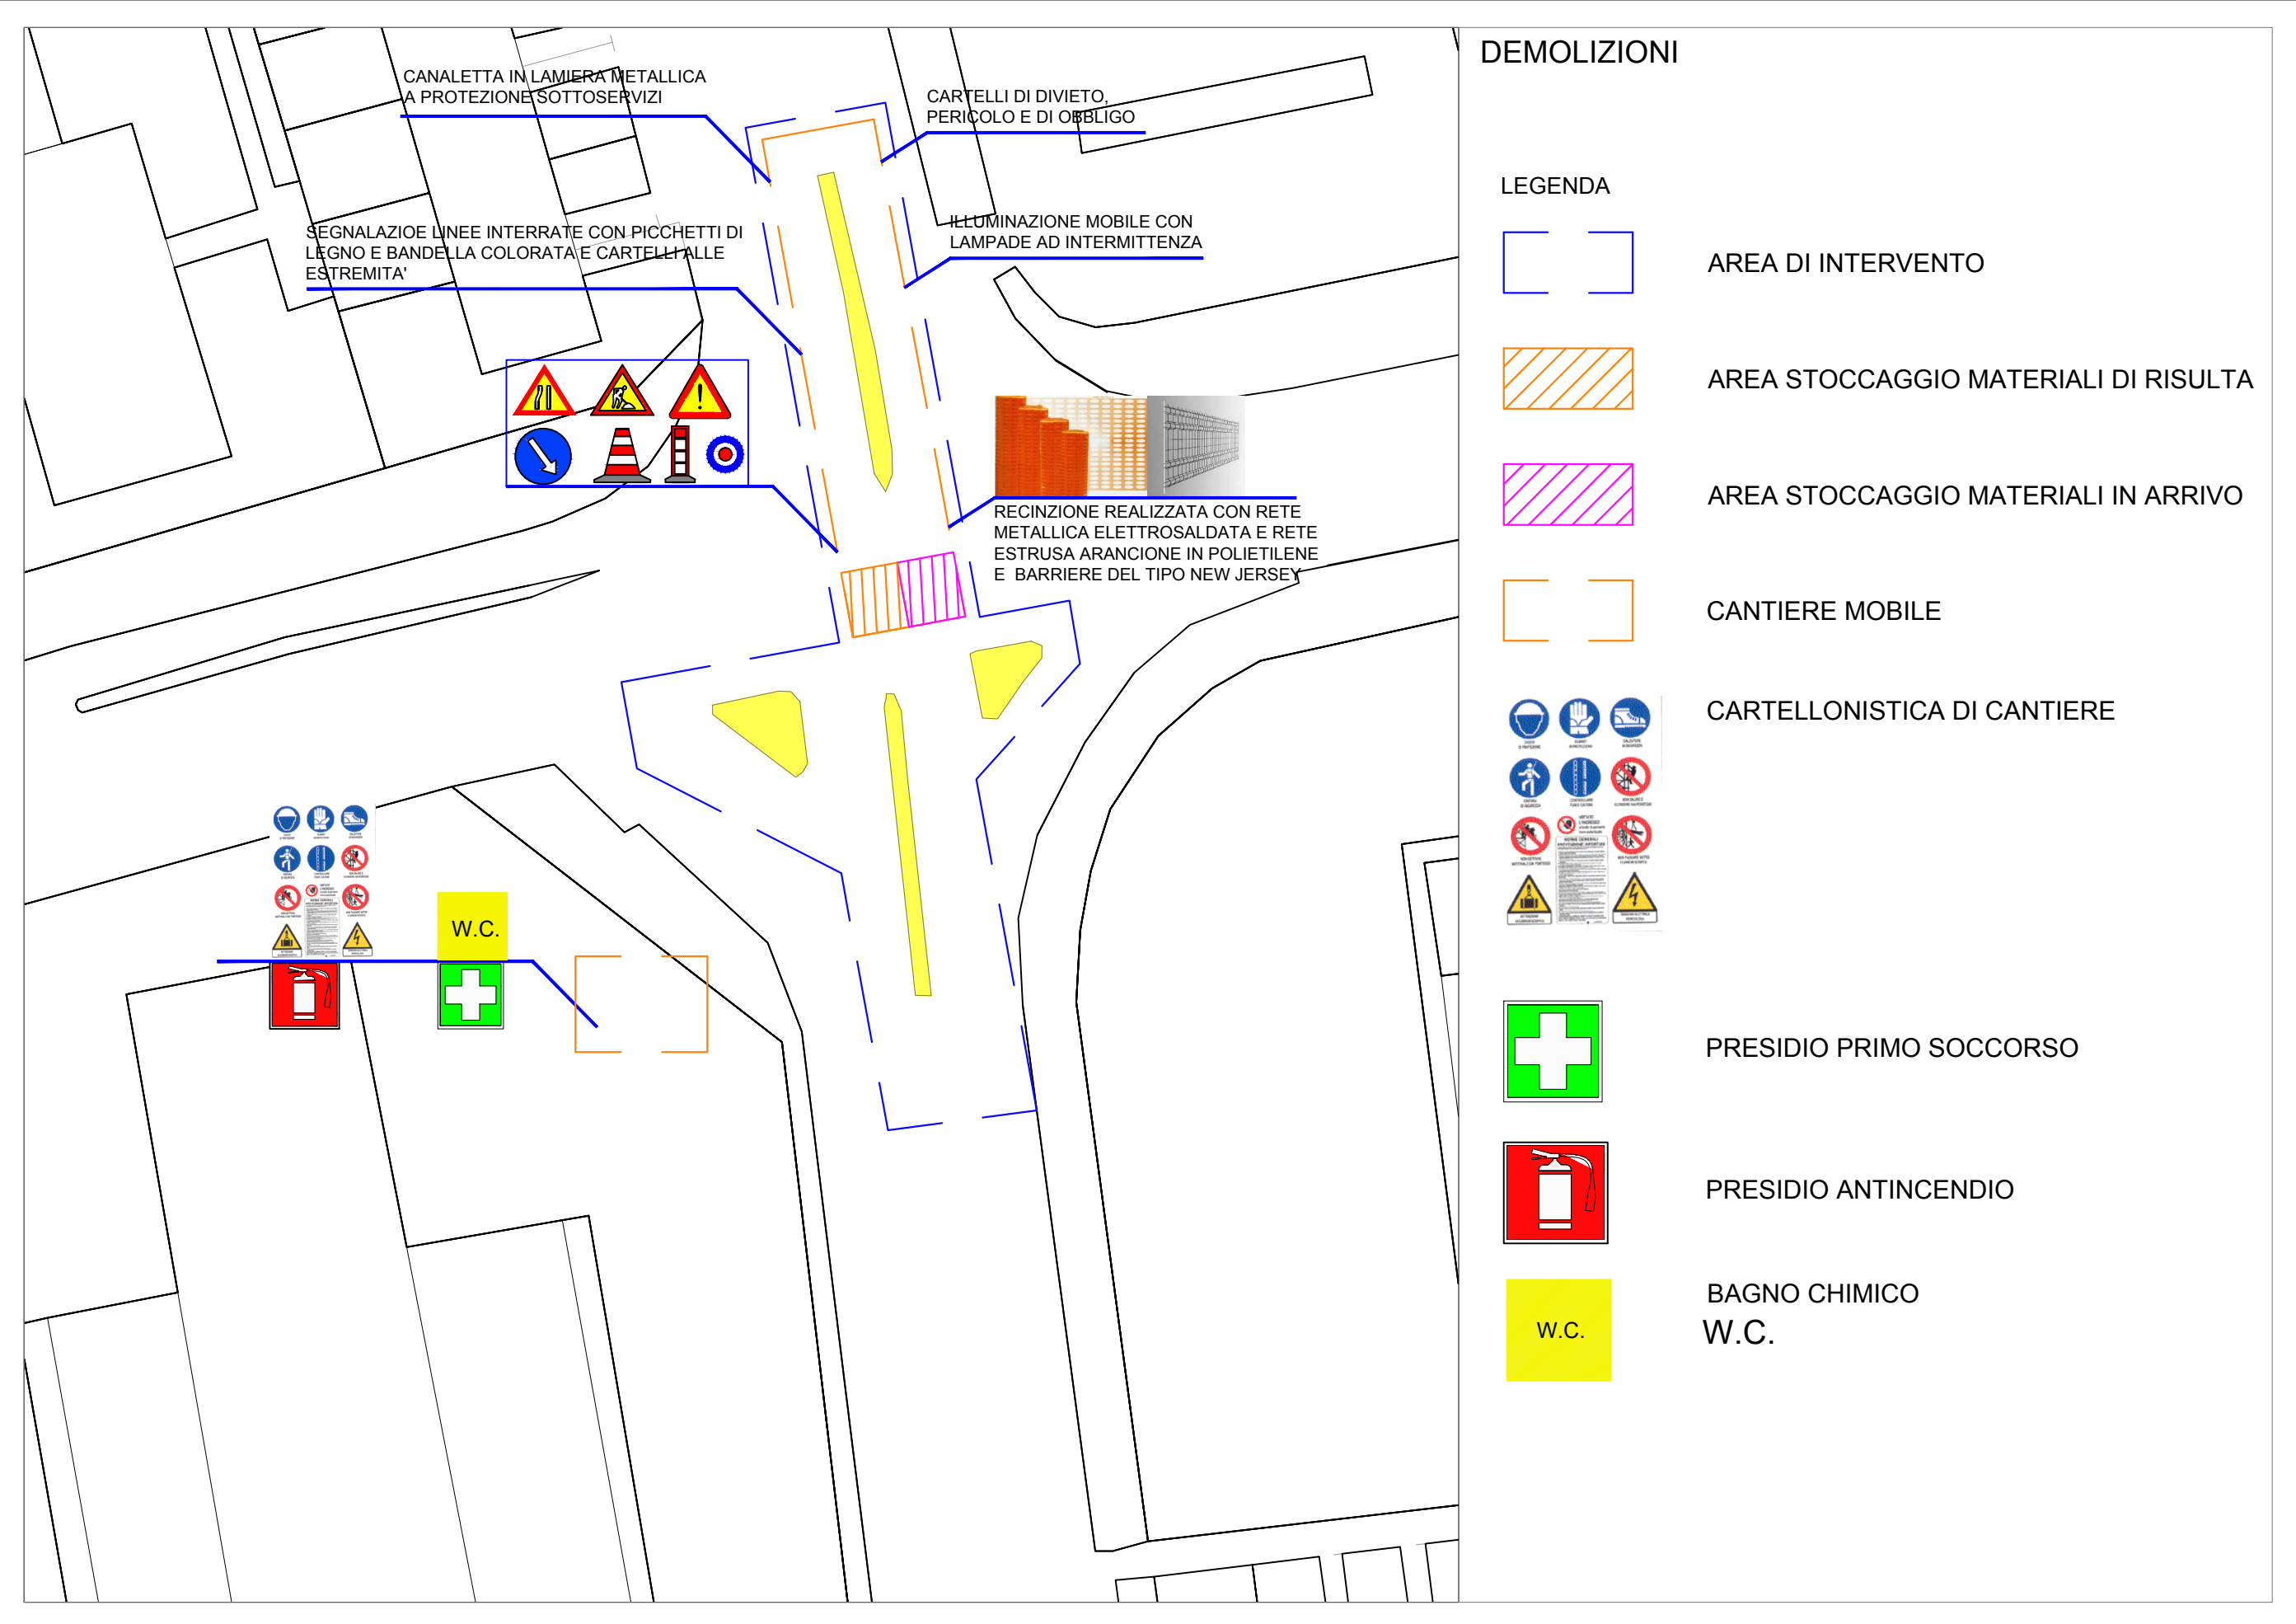 DEMOLIZIONI
CANALETTA IN LAMIERA METALLICA
A PROTEZIONE SOTTOSERVIZI
CARTELLI DI DIVIETO,
PERICOLO E DI OBBLIGO
SEGNALAZIOE LINEE INTERRATE CON PICCHETTI DI
LEGNO E BANDELLA COLORATA E CARTELLI ALLE
ESTREMITA'
ILLUMINAZIONE MOBILE CON
LAMPADE AD INTERMITTENZA
RECINZIONE REALIZZATA CON RETE
METALLICA ELETTROSALDATA E RETE
ESTRUSA ARANCIONE IN POLIETILENE
E BARRIERE DEL TIPO NEW JERSEY
W.C.
LEGENDA
AREA DI INTERVENTO
AREA STOCCAGGIO MATERIALI DI RISULTA
AREA STOCCAGGIO MATERIALI IN ARRIVO
CANTIERE MOBILE
CARTELLONISTICA DI CANTIERE
PRESIDIO PRIMO SOCCORSO
PRESIDIO ANTINCENDIO
BAGNO CHIMICO
W.C.
W.C.